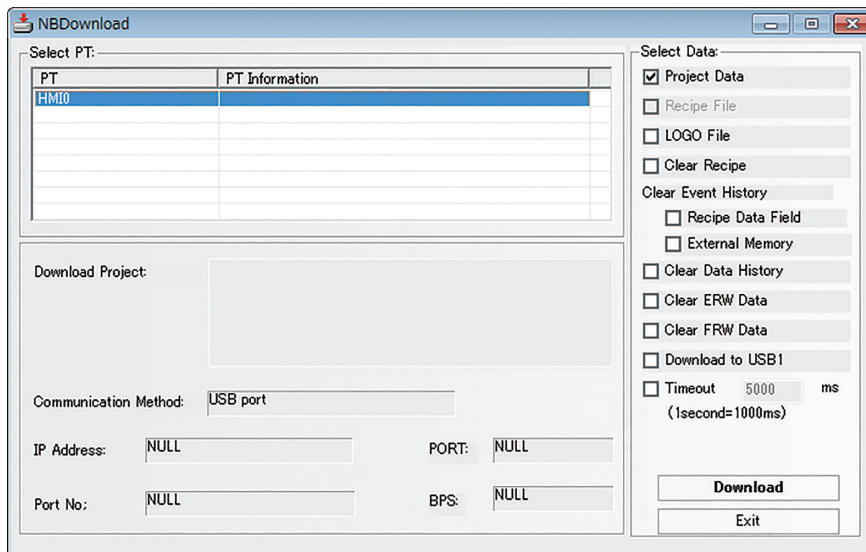 NBDownload
Select PT:
PT PT Information
HMI0
Download Project:
Communication Method: USB port
IP Address: NULL PORT: NULL
Port No; NULL BPS: NULL
Select Data:
Project Data
Recipe File
LOGO File
Clear Recipe
Clear Event History
Recipe Data Field
External Memory
Clear Data History
Clear ERW Data
Clear FRW Data
Download to USB1
Timeout 5000 ms
(1second=1000ms)
Download
Exit